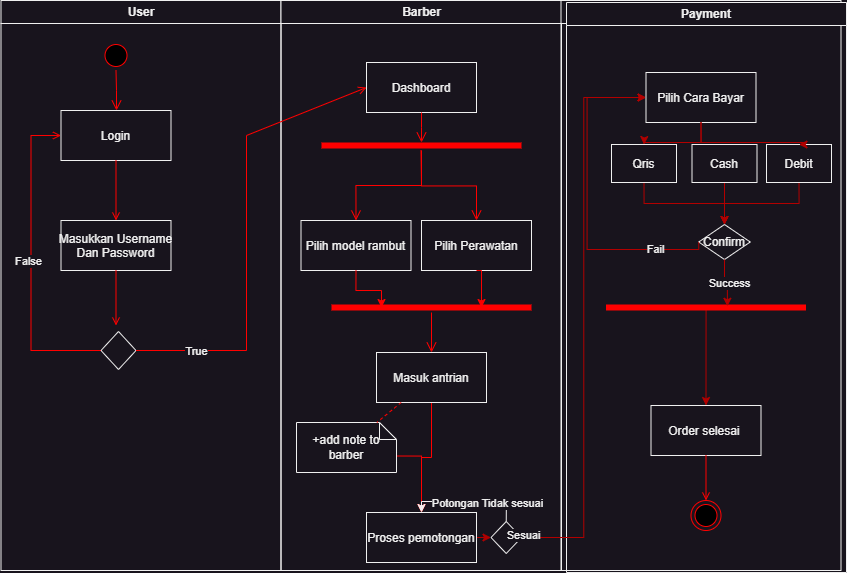 User
Barber
Payment
Login
Masukkan Username
Dan Password
False
True
Dashboard
Pilih model rambut
Pilih Perawatan
Masuk antrian
+add note to
barber
Potongan Tidak sesuai
Proses pemotongan
Sesuai
Pilih Cara Bayar
Qris
Cash
Debit
Confirm
Fail
Success
Order selesai